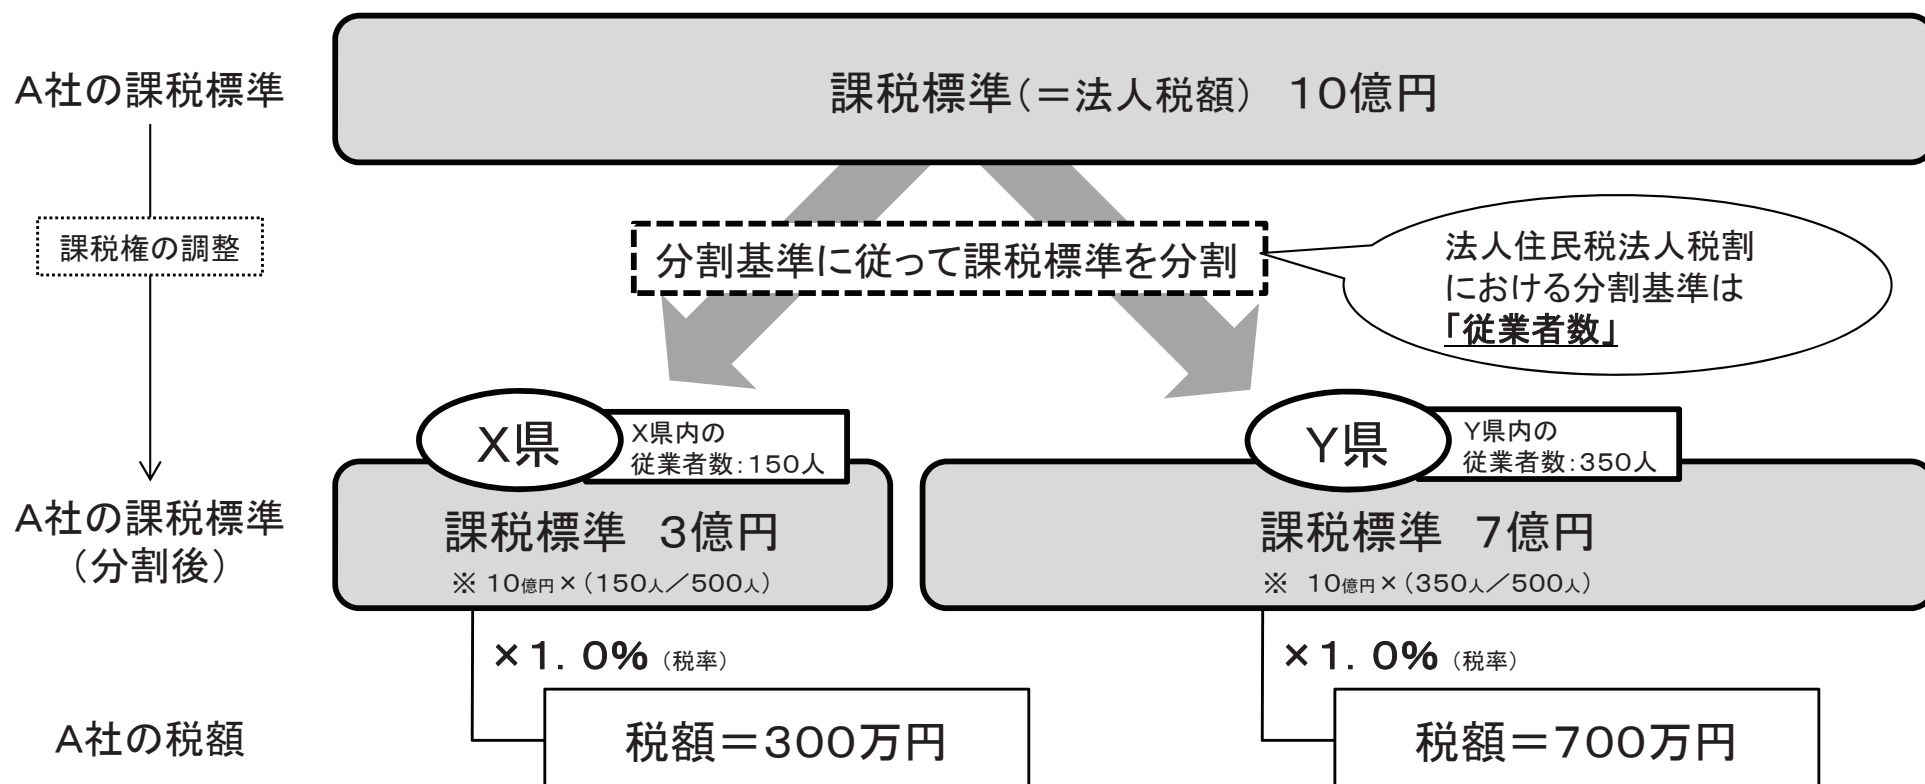 A社の課税標準
課税標準(=法人税額) 10億円
課税権の調整
分割基準に従って課税標準を分割
法人住民税法人税割
における分割基準は
「従業者数」
X県
X県内の
従業者数:150人
Y県
Y県内の
従業者数:350人
A社の課税標準
(分割後)
課税標準 3億円
※ 10億円×(150人/500人)
課税標準 7億円
※ 10億円×(350人/500人)
×1.0%(税率)
×1.0%(税率)
A社の税額
税額=300万円
税額=700万円